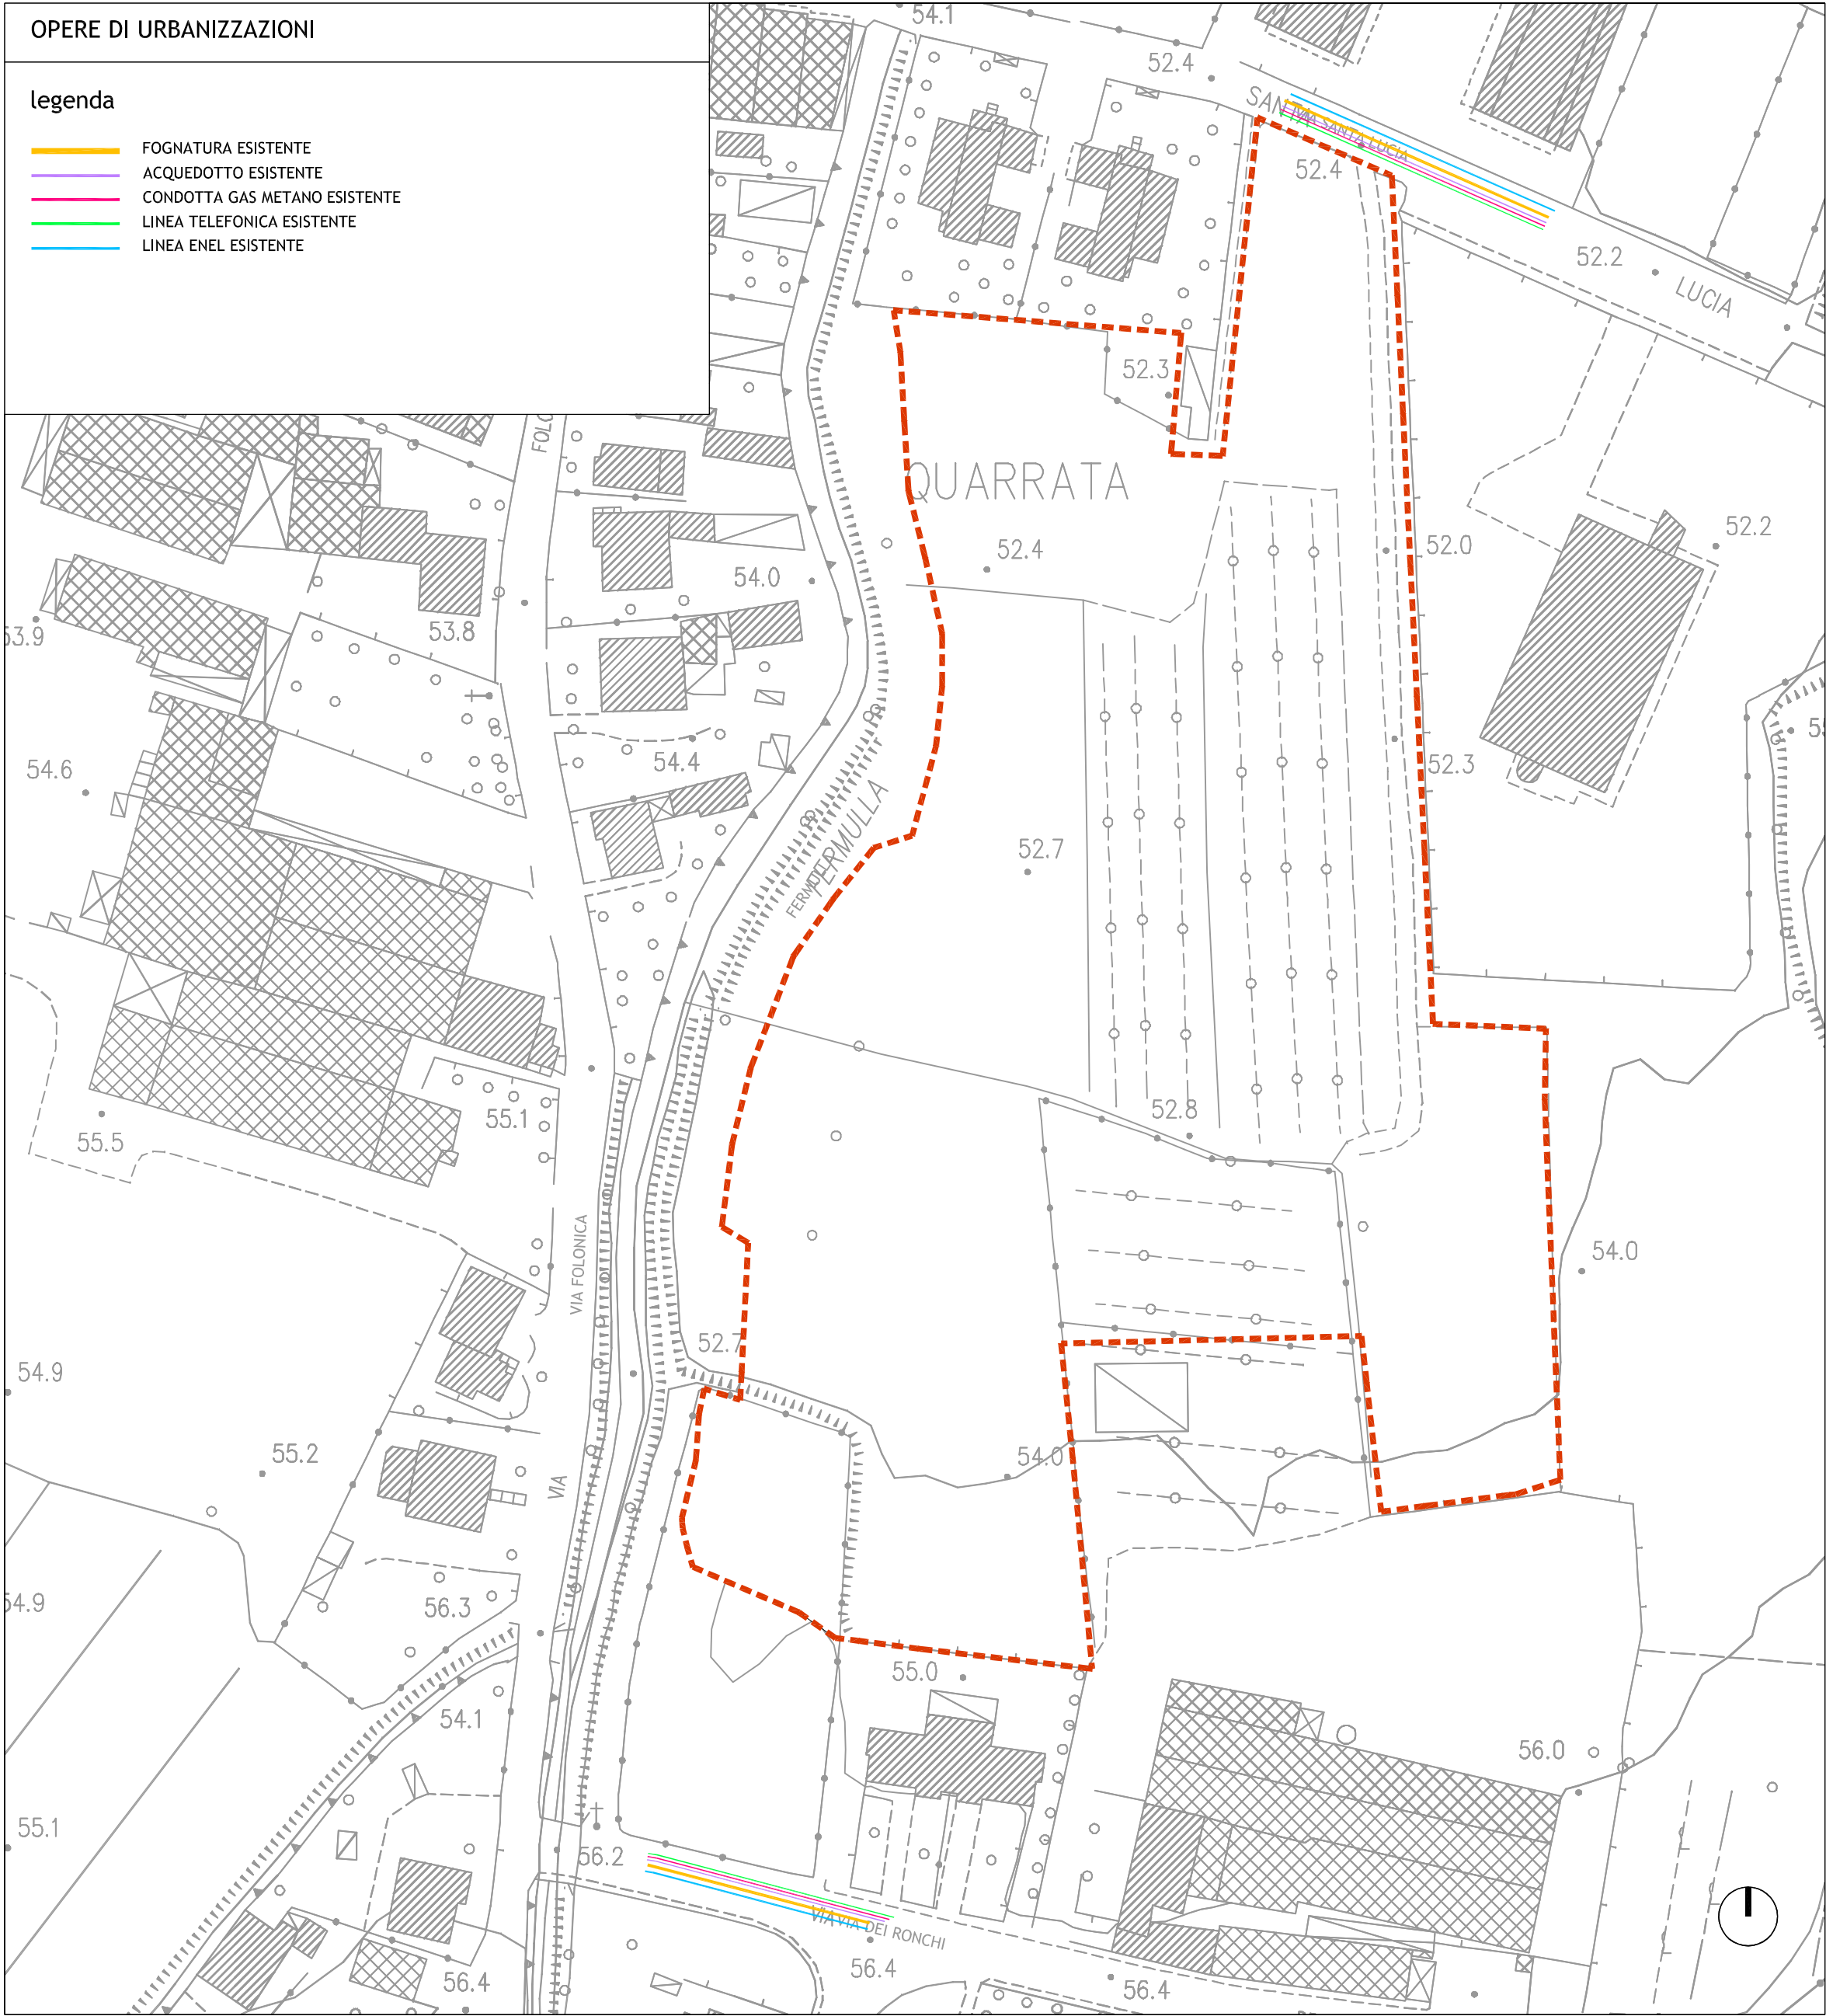 OPERE DI URBANIZZAZIONI
legenda
FOGNATURA ESISTENTE
ACQUEDOTTO ESISTENTE
CONDOTTA GAS METANO ESISTENTE
LINEA TELEFONICA ESISTENTE
LINEA ENEL ESISTENTE
54.1
52.4
VIA SANTA LUCIA
52.4
52.2
LUCIA
52.3
QUARRATA
52.4
52.0
52.2
54.0
53.8
53.9
54.4
54.6
52.3
FERMULLA
52.7
52.8
55.1
55.5
VIA FOLONICA
54.0
52.7
54.9
54.0
55.2
VIA
54.9
56.3
55.0
54.1
56.0
55.1
56.2
VIA DEI RONCHI
56.4
56.4
56.4